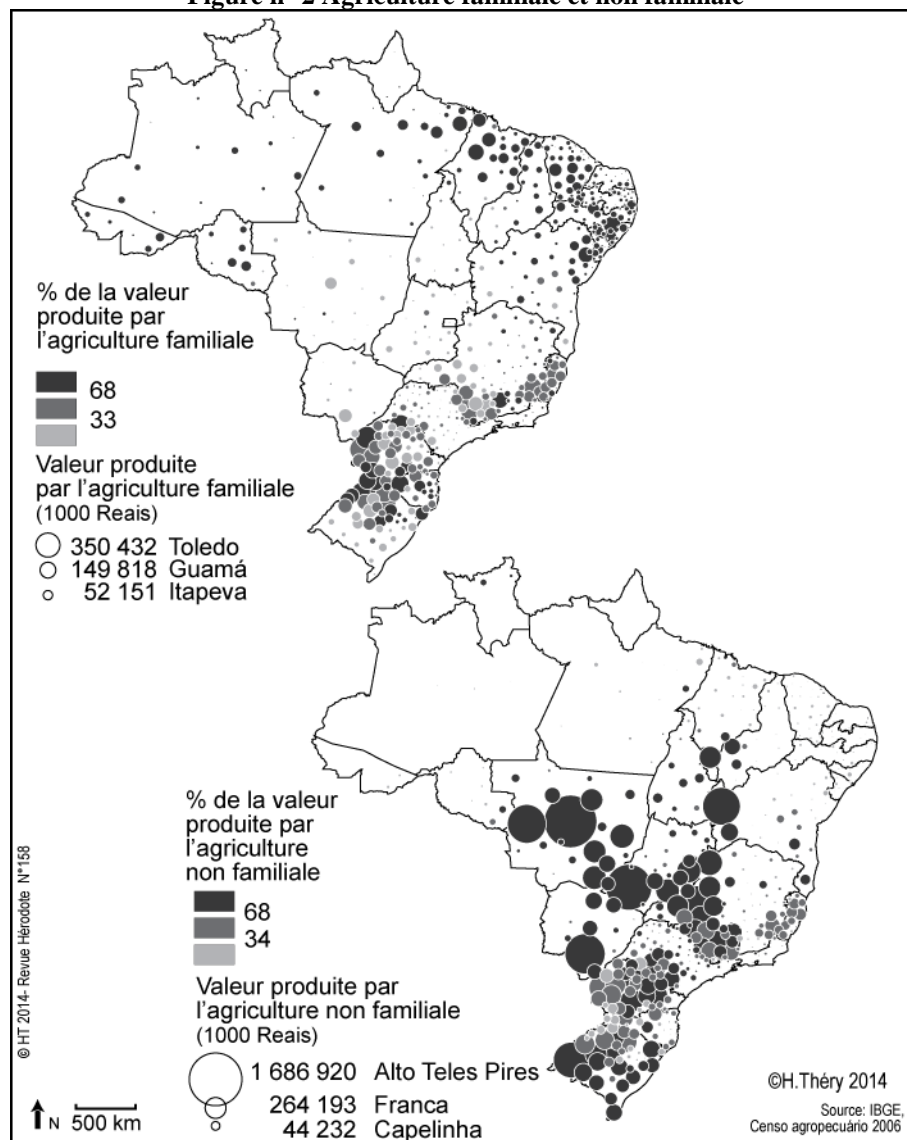 Figure n° 2 Agriculture familiale et non familiale
% de la valeur
produite par
l’agriculture familiale
68
33
Valeur produite
par l’agriculture familiale
(1000 Reais)
350 432 Toledo
149 818 Guamá
52 151 Itapeva
% de la valeur
produite par
l’agriculture
non familiale
68
34
Valeur produite par
l’agriculture non familiale
(1000 Reais)
1 686 920 Alto Teles Pires
264 193 Franca
44 232 Capelinha
© HT 2014- Revue Hérodote N°158
N 500 km
©H.Théry 2014
Source: IBGE,
Censo agropecuário 2006